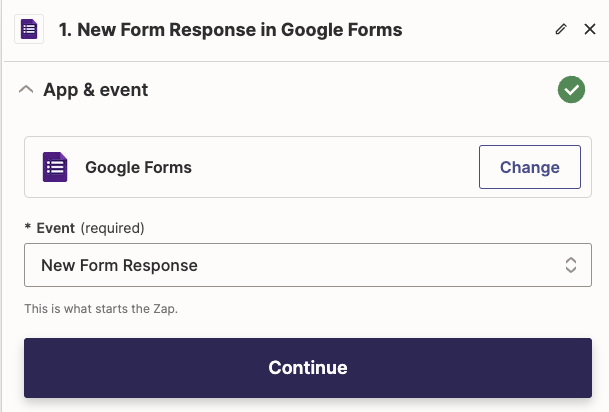 1. New Form Response in Google Forms
App & event
Google Forms
Change
* Event (required)
New Form Response
This is what starts the Zap.
Continue